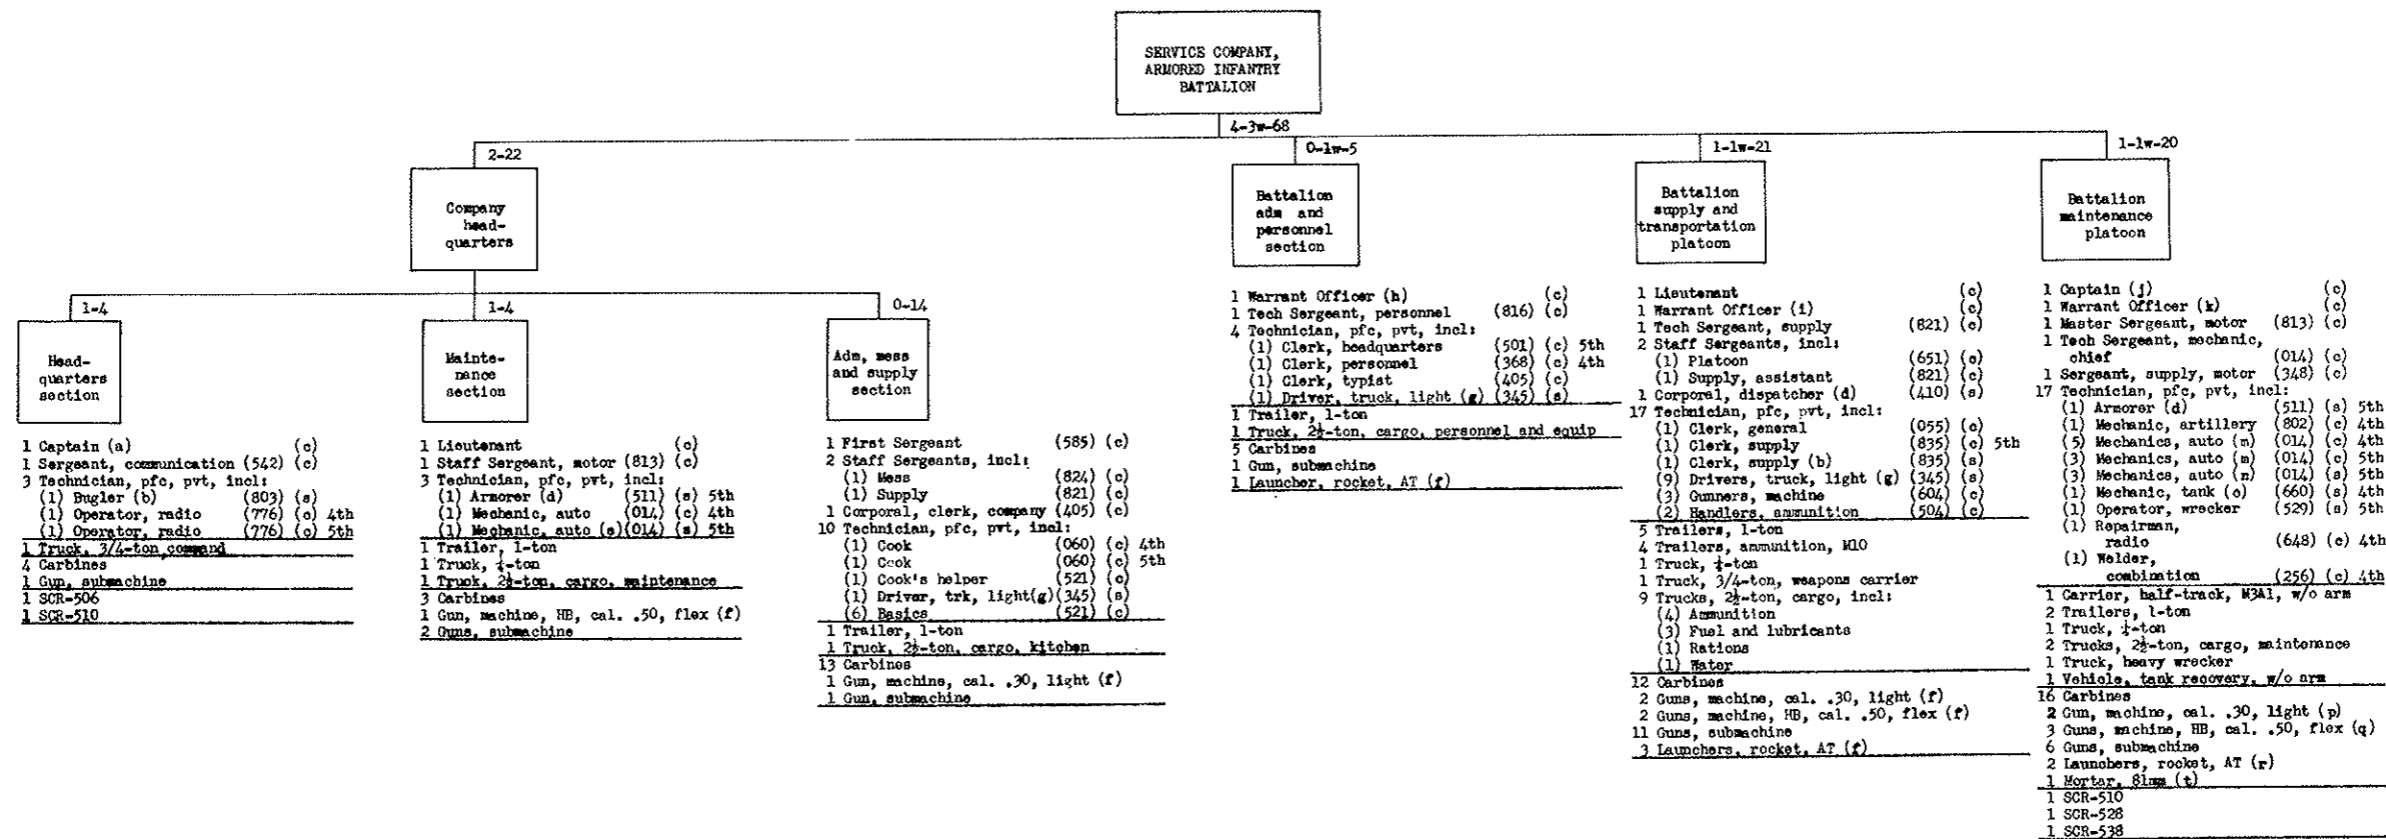 SERVICE COMPANY,
ARMORED INFANTRY
BATTALION
4-3w-68
2-22
Company
head-
quarters
1-4
Head-
quarters
section
1 Captain (a) (c)
1 Sergeant, communication (542) (c)
3 Technician, pfc, pvt, incl:
(1) Bugler (b) (803) (s)
(1) Operator, radio (776) (c) 4th
(1) Operator, radio (776) (c) 5th
1 Truck, 3/4-ton command
4 Carbines
1 Gun, submachine
1 SCR-506
1 SCR-510
1-4
Mainte-
nance
section
1 Lieutenant (c)
1 Staff Sergeant, motor (813) (c)
3 Technician, pfc, pvt, incl:
(1) Armorer (d) (511) (s) 5th
(1) Mechanic, auto (014) (c) 4th
(1) Mechanic, auto (s)(014) (s) 5th
1 Trailer, 1-ton
1 Truck, ¼-ton
1 Truck, 2½-ton, cargo, maintenance
3 Carbines
1 Gun, machine, HB, cal. .50, flex (f)
2 Guns, submachine
0-14
Adm, mess
and supply
section
1 First Sergeant (585) (c)
2 Staff Sergeants, incl:
(1) Mess (824) (c)
(1) Supply (821) (c)
1 Corporal, clerk, company (405) (c)
10 Technician, pfc, pvt, incl:
(1) Cook (060) (c) 4th
(1) Cook (060) (c) 5th
(1) Cook's helper (521) (c)
(1) Driver, trk, light(g)(345) (s)
(6) Basics (521) (c)
1 Trailer, 1-ton
1 Truck, 2½-ton, cargo, kitchen
13 Carbines
1 Gun, machine, cal. .30, light (f)
1 Gun, submachine
0-1w-5
Battalion
adm and
personnel
section
1 Warrant Officer (h) (c)
1 Tech Sergeant, personnel (816) (c)
4 Technician, pfc, pvt, incl:
(1) Clerk, headquarters (501) (c) 5th
(1) Clerk, personnel (368) (c) 4th
(1) Clerk, typist (405) (c)
(1) Driver, truck, light (g) (345) (s)
1 Trailer, 1-ton
1 Truck, 2½-ton, cargo, personnel and equip
5 Carbines
1 Gun, submachine
1 Launcher, rocket, AT (f)
1-1w-21
Battalion
supply and
transportation
platoon
1 Lieutenant (c)
1 Warrant Officer (i) (c)
1 Tech Sergeant, supply (821) (c)
2 Staff Sergeants, incl:
(1) Platoon (651) (s)
(1) Supply, assistant (821) (c)
1 Corporal, dispatcher (d) (410) (s)
17 Technician, pfc, pvt, incl:
(1) Clerk, general (055) (c)
(1) Clerk, supply (835) (c) 5th
(1) Clerk, supply (b) (835) (s)
(9) Drivers, truck, light (g) (345) (s)
(3) Gunners, machine (604) (c)
(2) Handlers, ammunition (504) (c)
5 Trailers, 1-ton
4 Trailers, ammunition, M10
1 Truck, ¼-ton
1 Truck, 3/4-ton, weapons carrier
9 Trucks, 2½-ton, cargo, incl:
(4) Ammunition
(3) Fuel and lubricants
(1) Rations
(1) Water
12 Carbines
2 Guns, machine, cal. .30, light (f)
2 Guns, machine, HB, cal. .50, flex (f)
11 Guns, submachine
3 Launchers, rocket, AT (f)
1-1w-20
Battalion
maintenance
platoon
1 Captain (j) (c)
1 Warrant Officer (k) (c)
1 Master Sergeant, motor (813) (c)
1 Tech Sergeant, mechanic,
chief (014) (c)
1 Sergeant, supply, motor (348) (c)
17 Technician, pfc, pvt, incl:
(1) Armorer (d) (511) (s) 5th
(1) Mechanic, artillery (802) (c) 4th
(5) Mechanics, auto (m) (014) (c) 4th
(3) Mechanics, auto (m) (014) (c) 5th
(3) Mechanics, auto (n) (014) (s) 5th
(1) Mechanic, tank (o) (660) (s) 4th
(1) Operator, wrecker (529) (s) 5th
(1) Repairman,
radio (648) (c) 4th
(1) Welder,
combination (256) (c) 4th
1 Carrier, half-track, M3A1, w/o arm
2 Trailers, 1-ton
1 Truck, ¼-ton
2 Trucks, 2½-ton, cargo, maintenance
1 Truck, heavy wrecker
1 Vehicle, tank recovery, w/o arm
16 Carbines
2 Gun, machine, cal. .30, light (p)
3 Guns, machine, HB, cal. .50, flex (q)
6 Guns, submachine
2 Launchers, rocket, AT (r)
1 Mortar, 81mm (t)
1 SCR-510
1 SCR-528
1 SCR-538